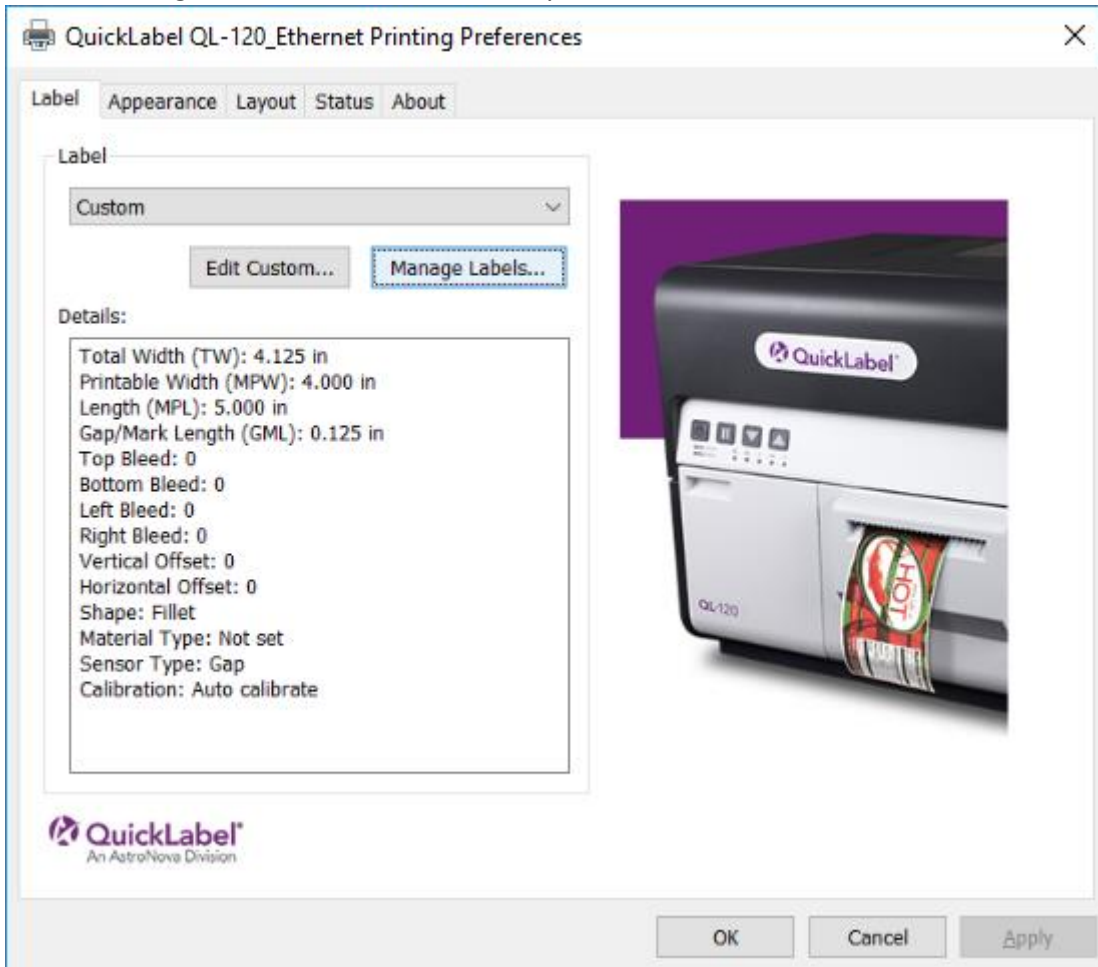 QuickLabel QL-120_Ethernet Printing Preferences
Label Appearance Layout Status About
Label
Custom
Edit Custom... Manage Labels...
Details:
Total Width (TW): 4.125 in
Printable Width (MPW): 4.000 in
Length (MPL): 5.000 in
Gap/Mark Length (GML): 0.125 in
Top Bleed: 0
Bottom Bleed: 0
Left Bleed: 0
Right Bleed: 0
Vertical Offset: 0
Horizontal Offset: 0
Shape: Fillet
Material Type: Not set
Sensor Type: Gap
Calibration: Auto calibrate
QuickLabel
HOT
QL-120
QuickLabel
An AstroNova Division
OK Cancel Apply